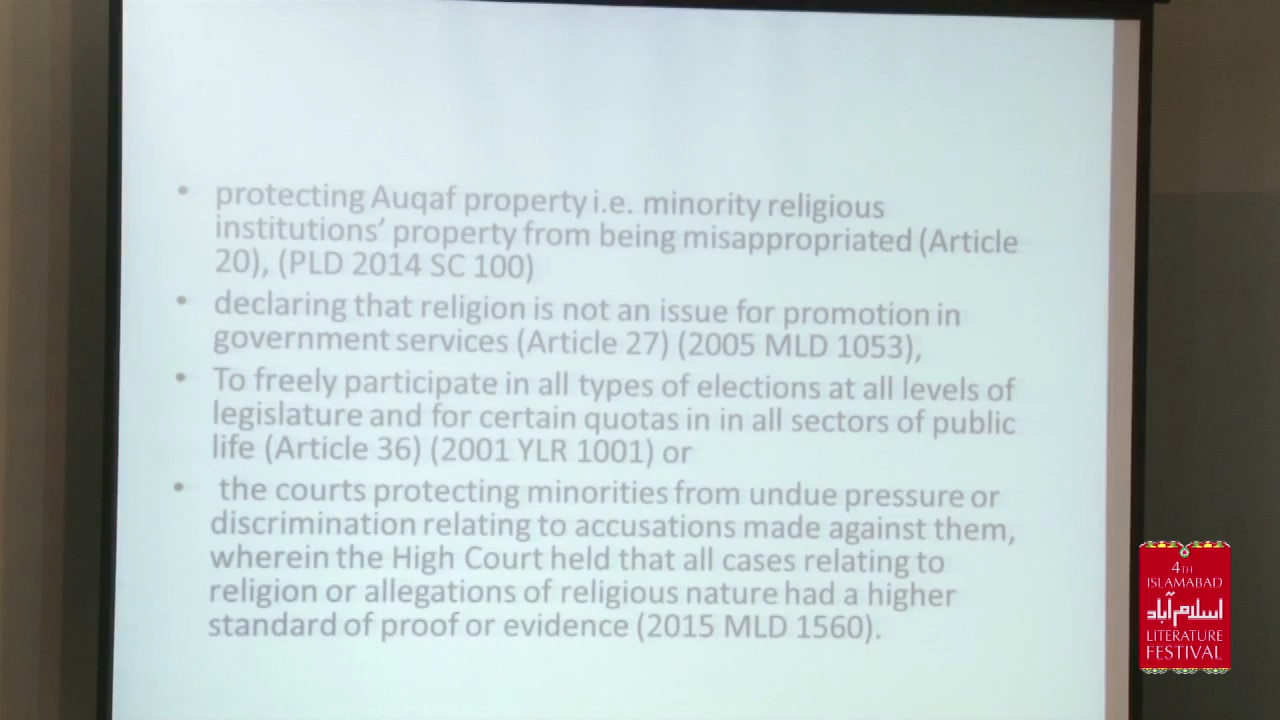 • protecting Auqaf property i.e. minority religious
institutions’ property from being misappropriated (Article
20), (PLD 2014 SC 100)
• declaring that religion is not an issue for promotion in
government services (Article 27) (2005 MLD 1053),
• To freely participate in all types of elections at all levels of
legislature and for certain quotas in in all sectors of public
life (Article 36) (2001 YLR 1001) or
• the courts protecting minorities from undue pressure or
discrimination relating to accusations made against them,
wherein the High Court held that all cases relating to
religion or allegations of religious nature had a higher
standard of proof or evidence (2015 MLD 1560).
4TH
ISLAMABAD
اسلام آباد
LITERATURE
FESTIVAL